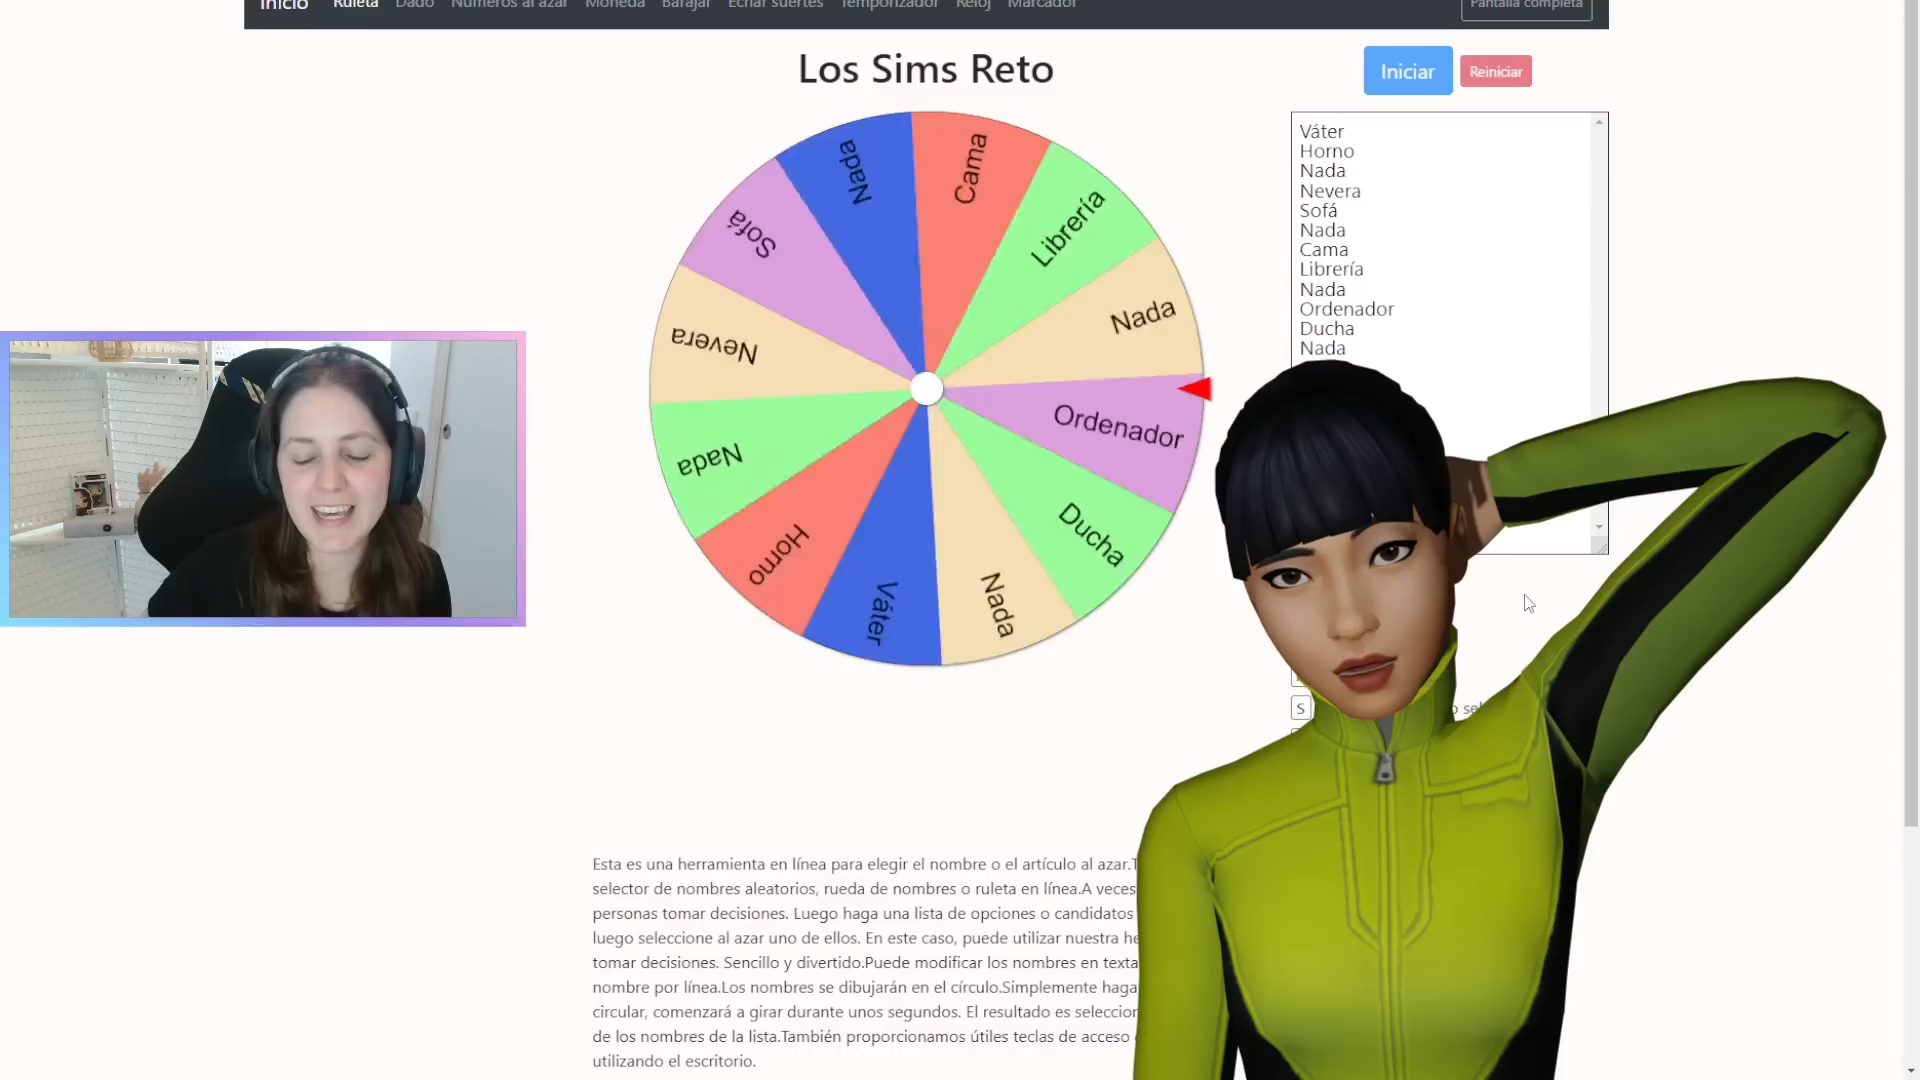 Inicio Ruleta Dado Números al azar Moneda Barajar Echar suertes Temporizador Reloj Marcador Pantalla completa
Los Sims Reto
Iniciar Reiniciar
Nada
Cama
Librería
Nada
Ordenador
Ducha
Nada
Váter
Horno
Nada
Nevera
Sofá
Váter
Horno
Nada
Nevera
Sofá
Nada
Cama
Librería
Nada
Ordenador
Ducha
Nada
S
Esta es una herramienta en línea para elegir el nombre o el artículo al azar.
selector de nombres aleatorios, rueda de nombres o ruleta en línea.A veces
personas tomar decisiones. Luego haga una lista de opciones o candidatos
luego seleccione al azar uno de ellos. En este caso, puede utilizar nuestra
tomar decisiones. Sencillo y divertido.Puede modificar los nombres en
nombre por línea.Los nombres se dibujarán en el círculo.Simplemente haga
circular, comenzará a girar durante unos segundos. El resultado es
de los nombres de la lista.También proporcionamos útiles teclas de acceso
utilizando el escritorio.